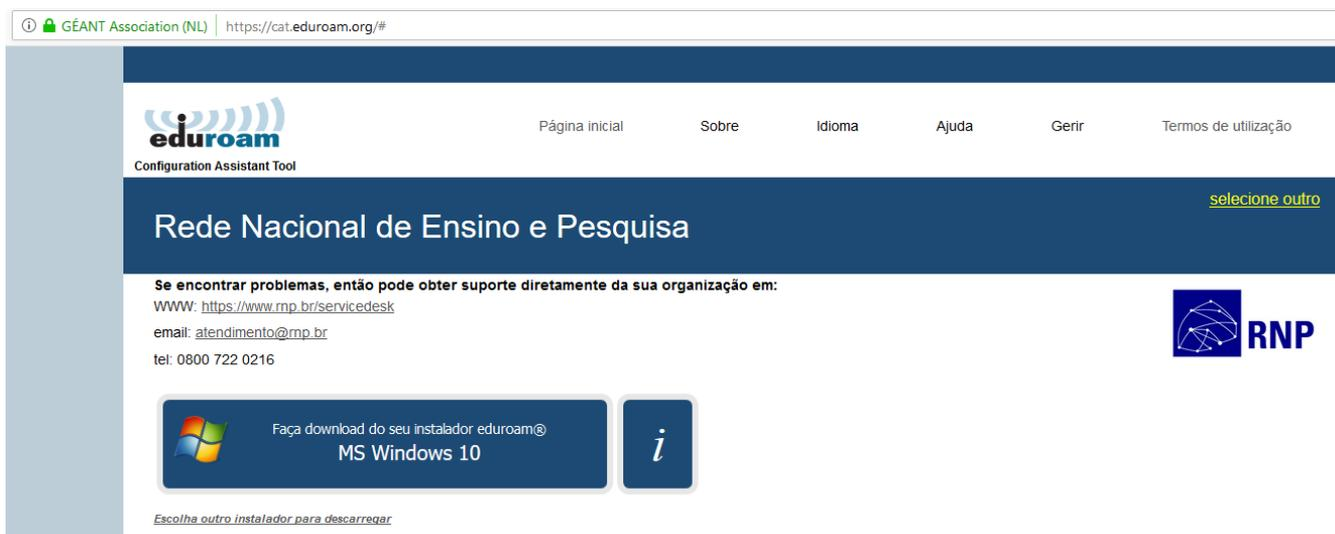 GÉANT Association (NL) https://cat.eduroam.org/#
eduroam
Configuration Assistant Tool
Página inicial Sobre Idioma Ajuda Gerir Termos de utilização
selecione outro
Rede Nacional de Ensino e Pesquisa
Se encontrar problemas, então pode obter suporte diretamente da sua organização em:
WWW: https://www.rnp.br/servicedesk
email: atendimento@rnp.br
tel: 0800 722 0216
RNP
Faça download do seu instalador eduroam®
MS Windows 10
i
Escolha outro instalador para descarregar